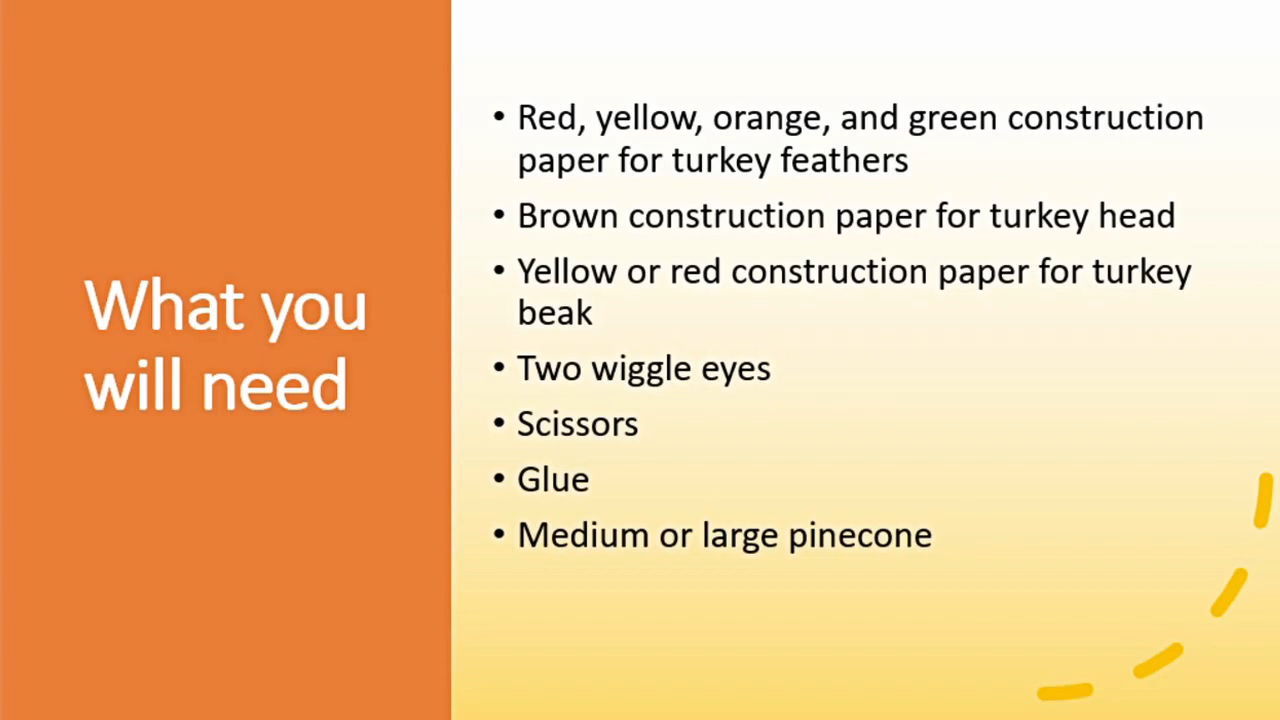 What you
will need
• Red, yellow, orange, and green construction
paper for turkey feathers
• Brown construction paper for turkey head
• Yellow or red construction paper for turkey
beak
• Two wiggle eyes
• Scissors
• Glue
• Medium or large pinecone